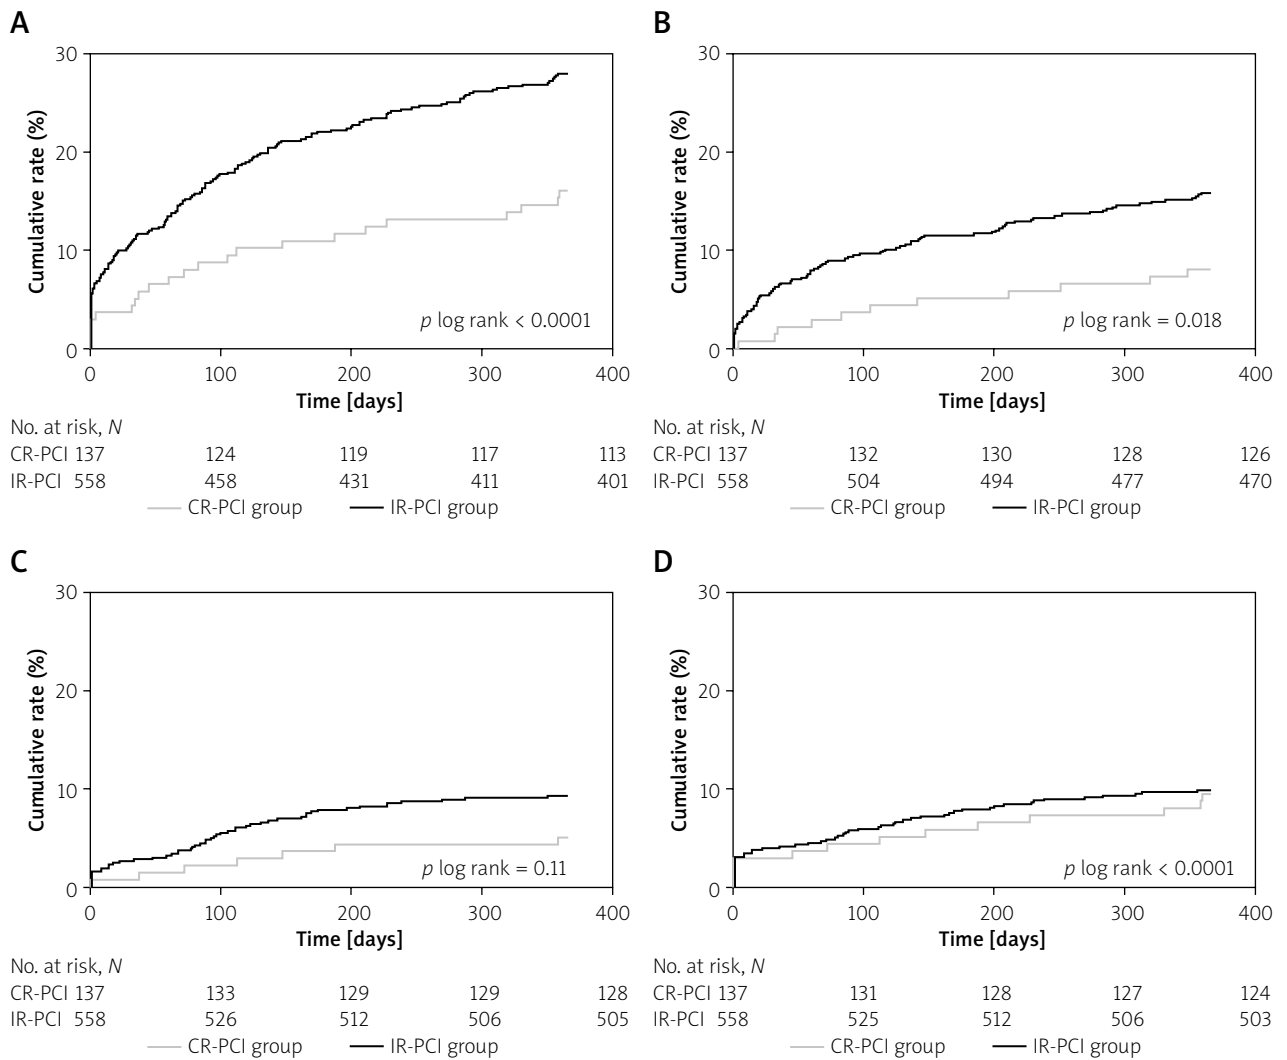 A
Cumulative rate (%)
30
20
10
0
p log rank < 0.0001
0 100 200 300 400
Time [days]
No. at risk, N
CR-PCI 137 124 119 117 113
IR-PCI 558 458 431 411 401
CR-PCI group IR-PCI group
B
Cumulative rate (%)
30
20
10
0
p log rank = 0.018
0 100 200 300 400
Time [days]
No. at risk, N
CR-PCI 137 132 130 128 126
IR-PCI 558 504 494 477 470
CR-PCI group IR-PCI group
C
Cumulative rate (%)
30
20
10
0
p log rank = 0.11
0 100 200 300 400
Time [days]
No. at risk, N
CR-PCI 137 133 129 129 128
IR-PCI 558 526 512 506 505
CR-PCI group IR-PCI group
D
Cumulative rate (%)
30
20
10
0
p log rank < 0.0001
0 100 200 300 400
Time [days]
No. at risk, N
CR-PCI 137 131 128 127 124
IR-PCI 558 525 512 506 503
CR-PCI group IR-PCI group